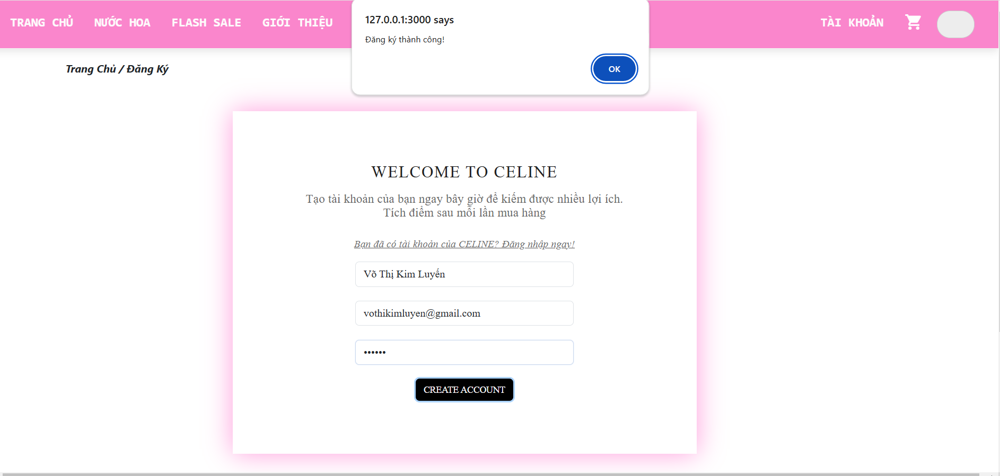 TRANG CHỦ NƯỚC HOA FLASH SALE GIỚI THIỆU TÀI KHOẢN
127.0.0.1:3000 says
Đăng ký thành công!
OK
Trang Chủ / Đăng Ký
WELCOME TO CELINE
Tạo tài khoản của bạn ngay bây giờ để kiếm được nhiều lợi ích.
Tích điểm sau mỗi lần mua hàng
Bạn đã có tài khoản của CELINE? Đăng nhập ngay!
Võ Thị Kim Luyến
vothikimluyen@gmail.com
••••••
CREATE ACCOUNT